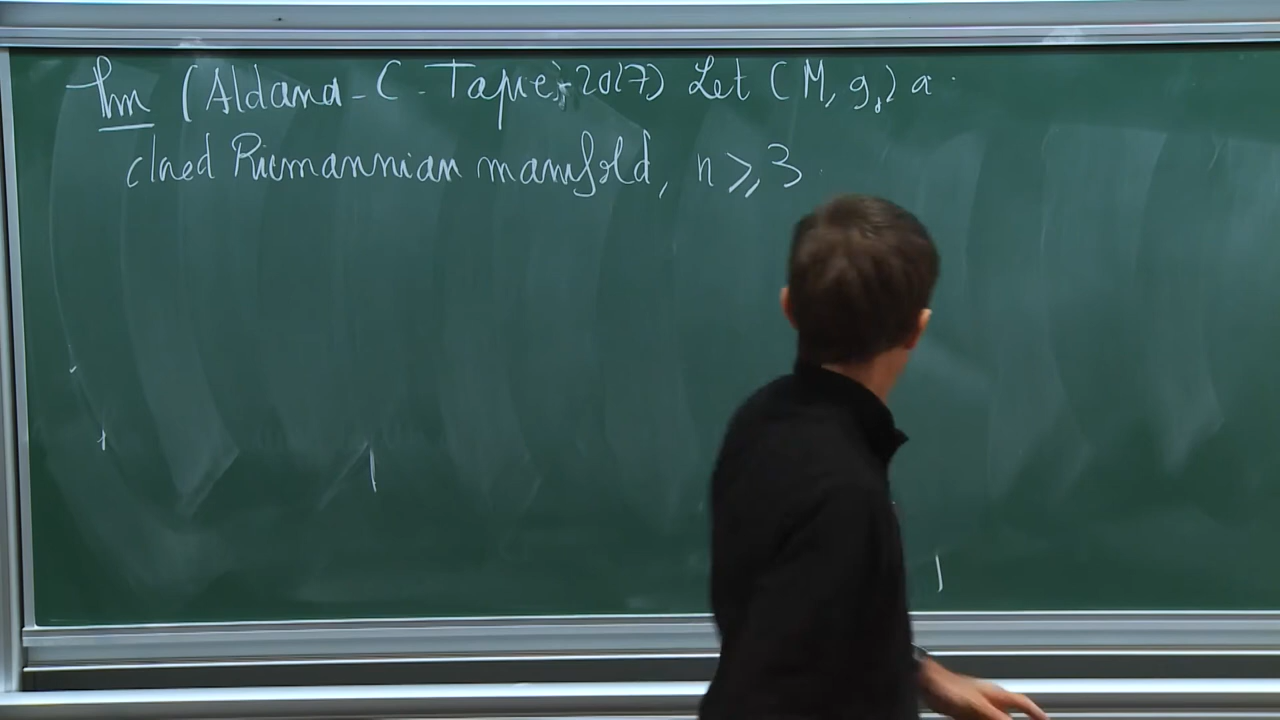 Thm (Aldana - C - Tapie, 2017) Let (M, g₀) a
closed Riemannian manifold, n ⩾ 3